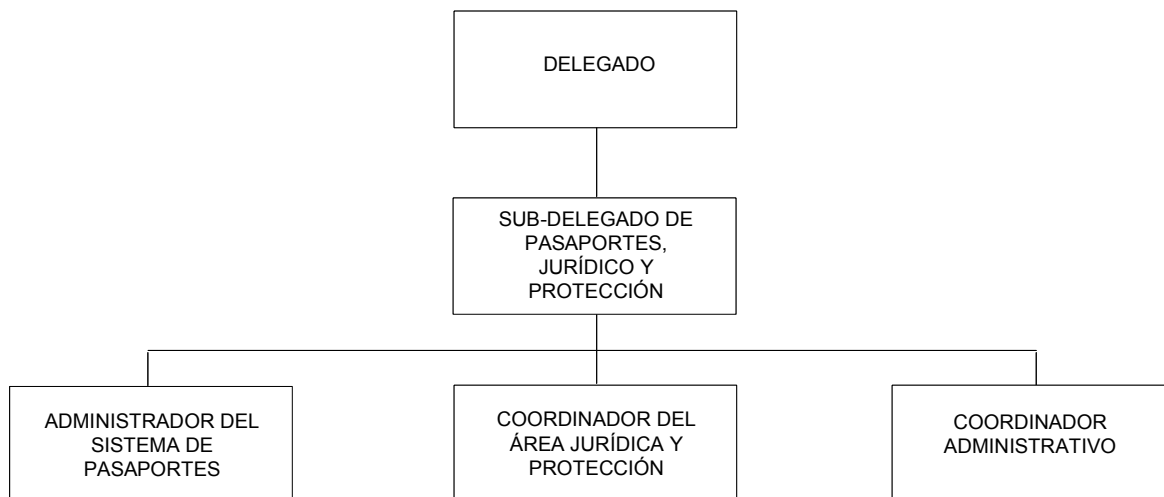 DELEGADO
SUB-DELEGADO DE
PASAPORTES,
JURÍDICO Y
PROTECCIÓN
ADMINISTRADOR DEL
SISTEMA DE
PASAPORTES
COORDINADOR DEL
ÁREA JURÍDICA Y
PROTECCIÓN
COORDINADOR
ADMINISTRATIVO